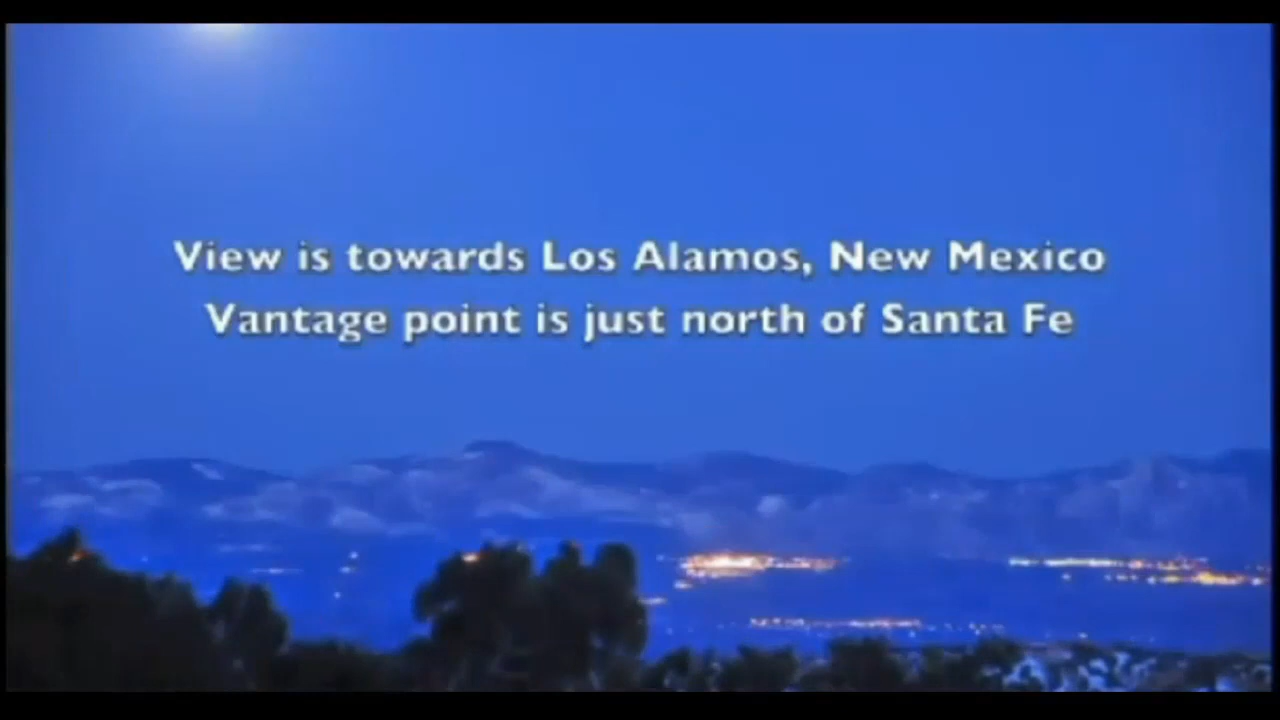 View is towards Los Alamos, New Mexico
Vantage point is just north of Santa Fe